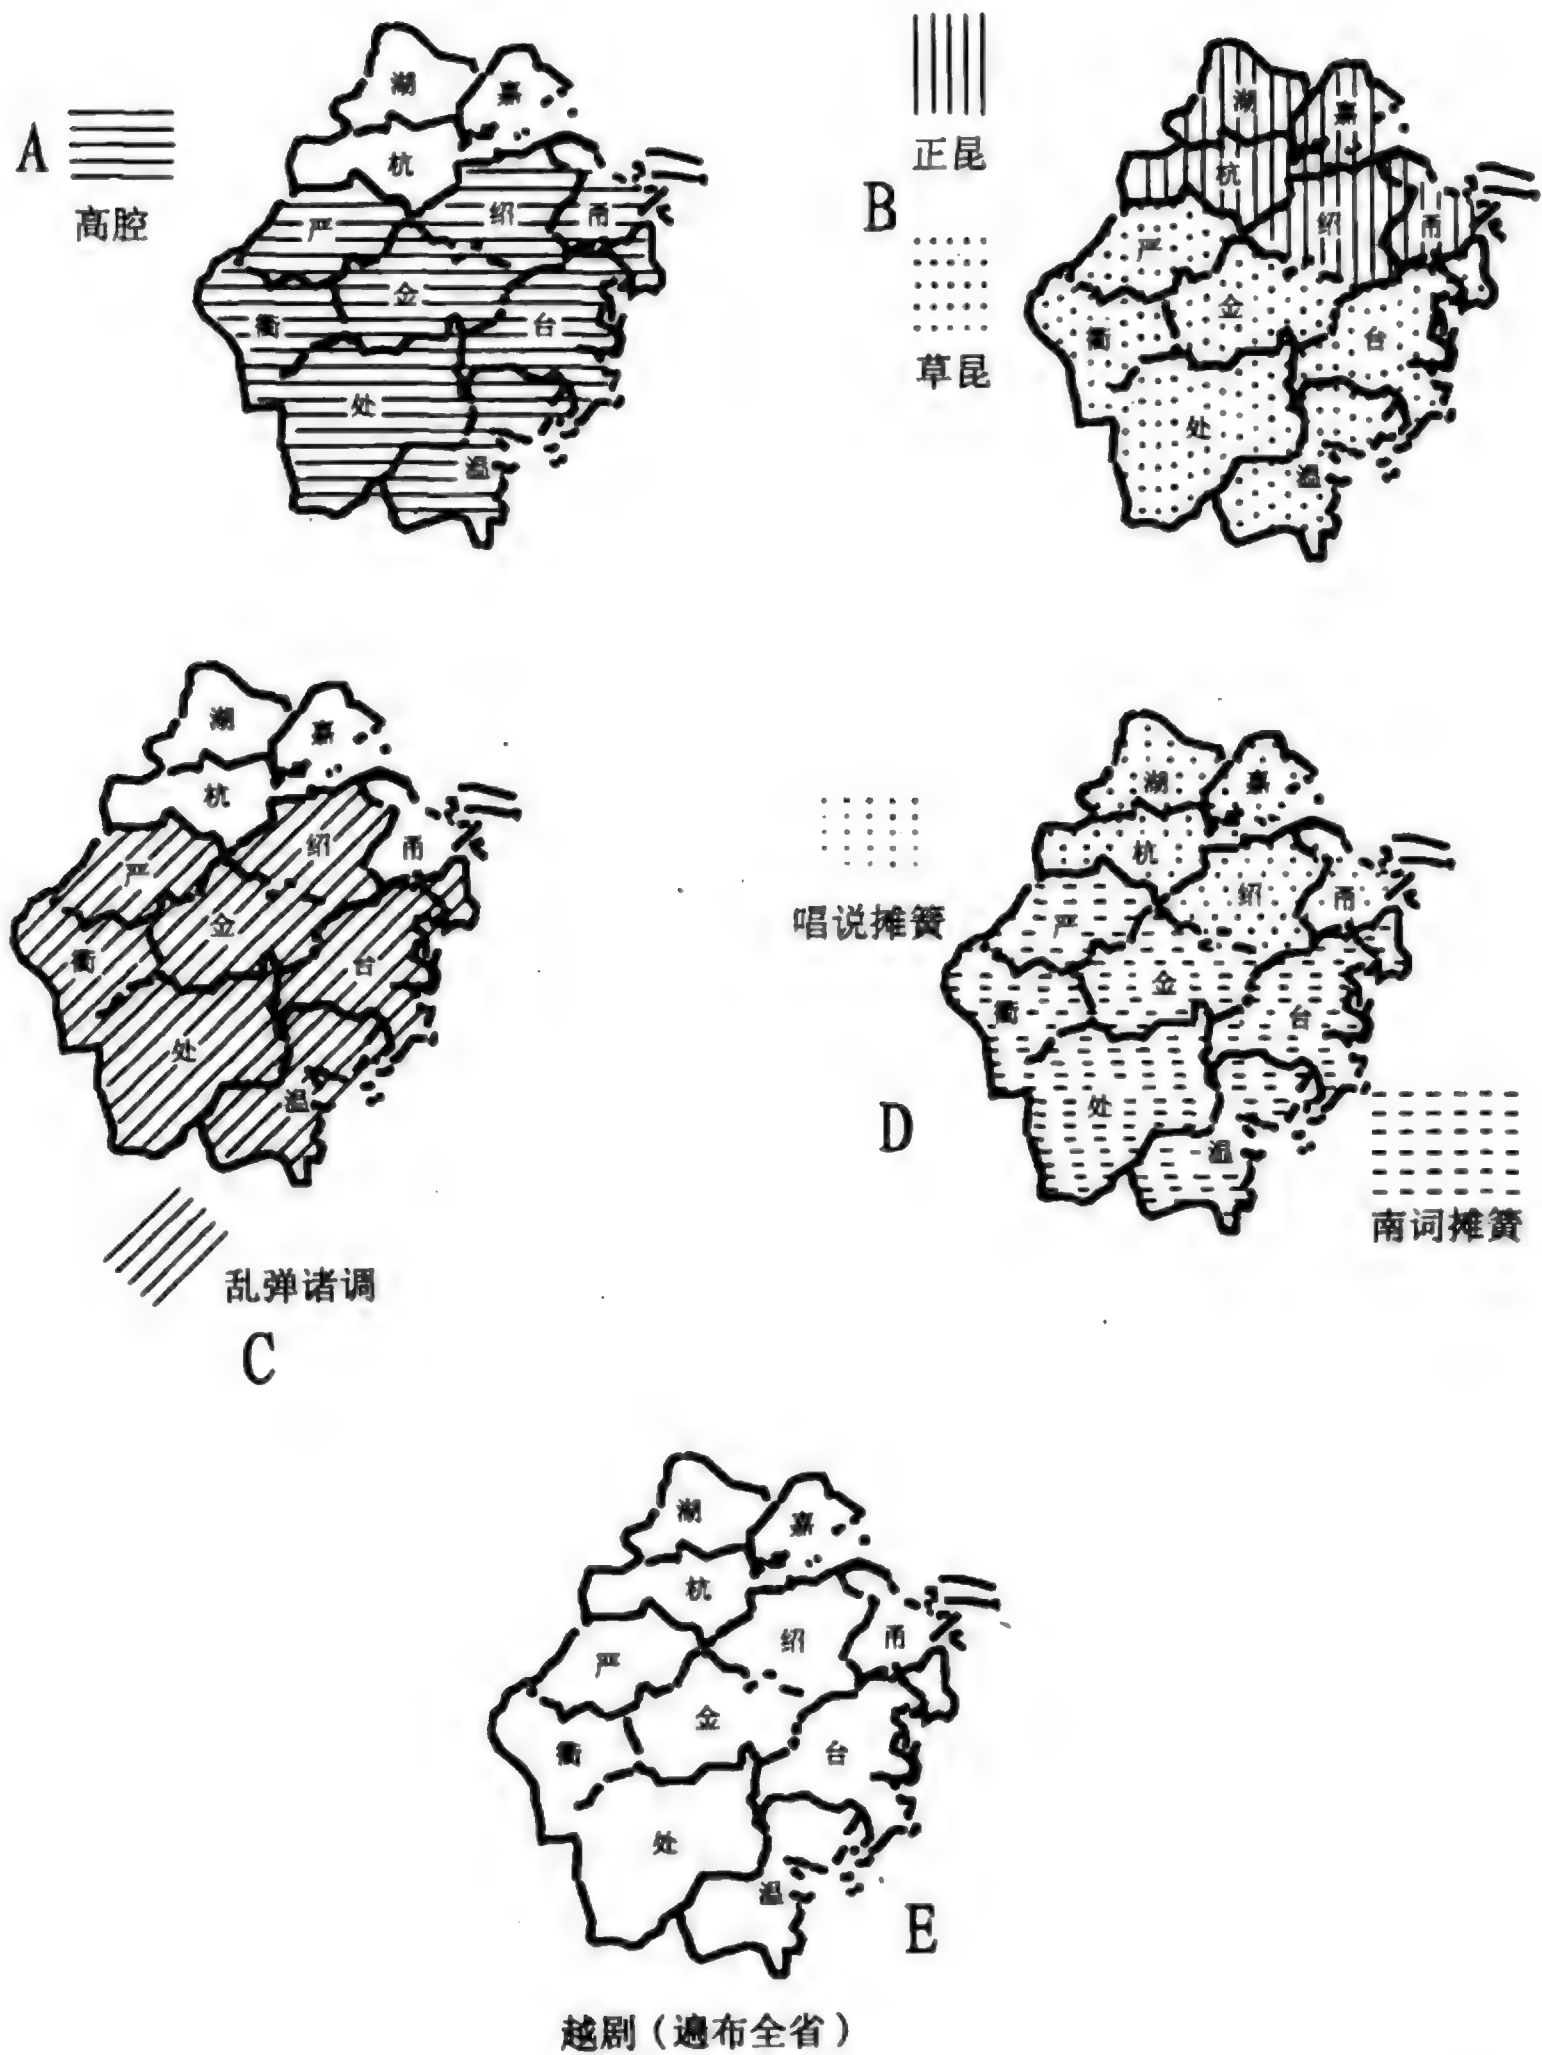 A
高腔
湖
嘉
杭
严
绍
甬
金
衢
台
处
温
正昆
B
草昆
湖
嘉
杭
严
绍
甬
金
衢
台
处
温
湖
嘉
杭
严
绍
甬
金
衢
台
处
温
乱弹诸调
C
唱说摊簧
D
湖
嘉
杭
严
绍
甬
金
衢
台
处
温
南词摊簧
湖
嘉
杭
严
绍
甬
金
衢
台
处
温
E
越剧（遍布全省）